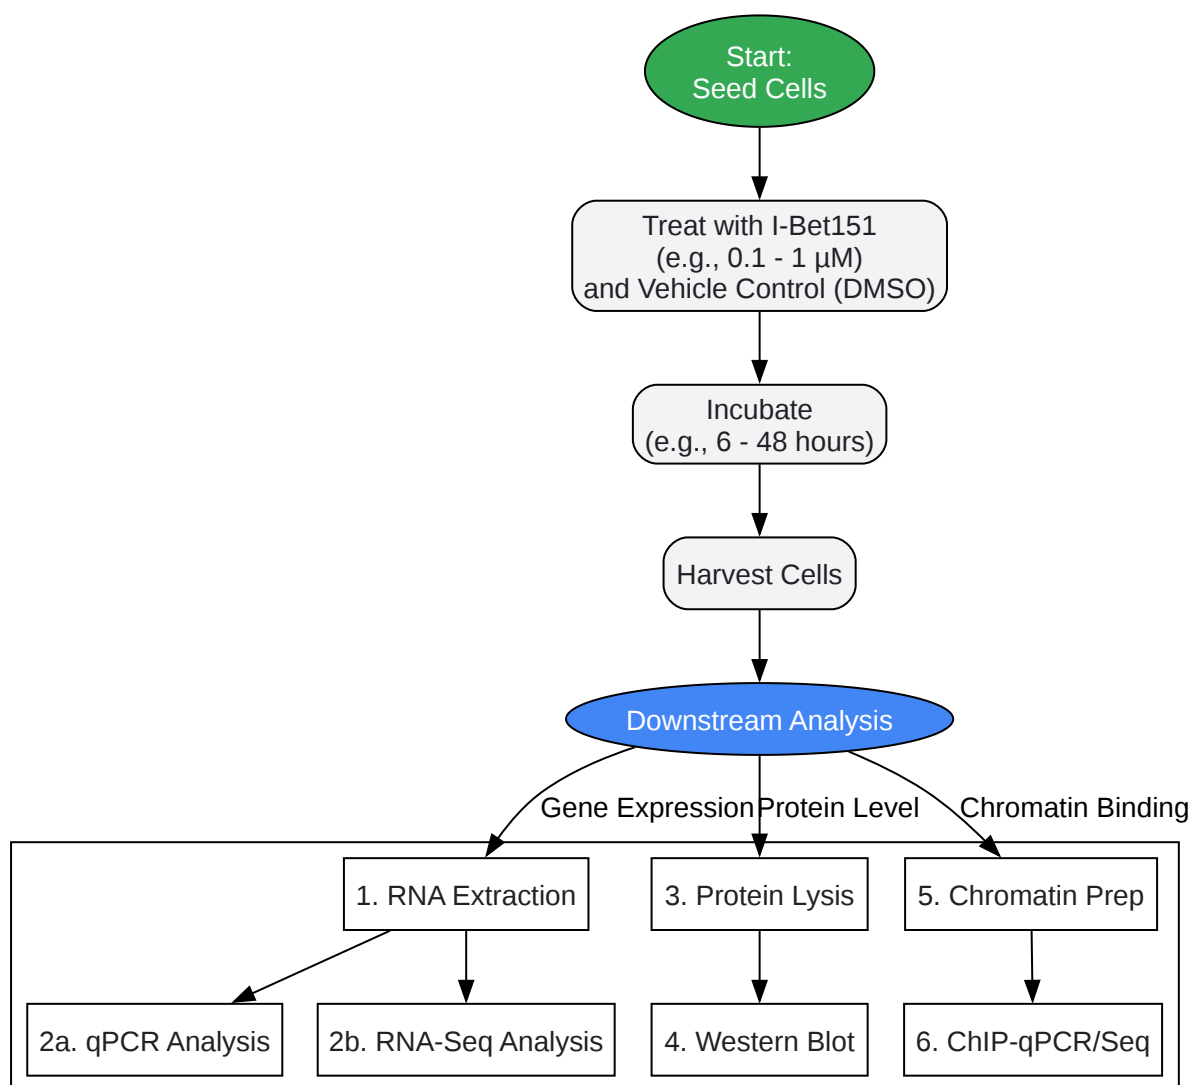 Start:
Seed Cells
Treat with I-Bet151
(e.g., 0.1 - 1 µM)
and Vehicle Control (DMSO)
Incubate
(e.g., 6 - 48 hours)
Harvest Cells
Downstream Analysis
Gene Expression
Protein Level
Chromatin Binding
1. RNA Extraction
3. Protein Lysis
5. Chromatin Prep
2a. qPCR Analysis
2b. RNA-Seq Analysis
4. Western Blot
6. ChIP-qPCR/Seq